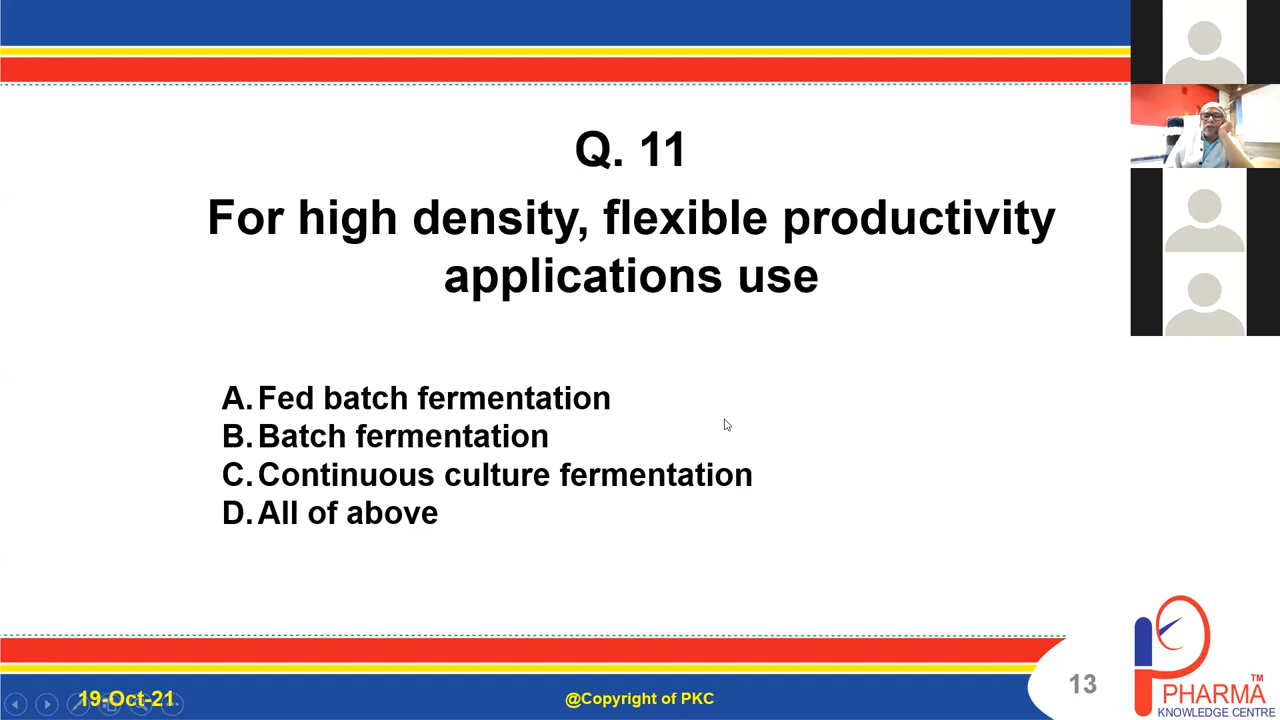 Q. 11
For high density, flexible productivity
applications use
A. Fed batch fermentation
B. Batch fermentation
C. Continuous culture fermentation
D. All of above
19-Oct-21
@Copyright of PKC
13
PHARMA TM
KNOWLEDGE CENTRE